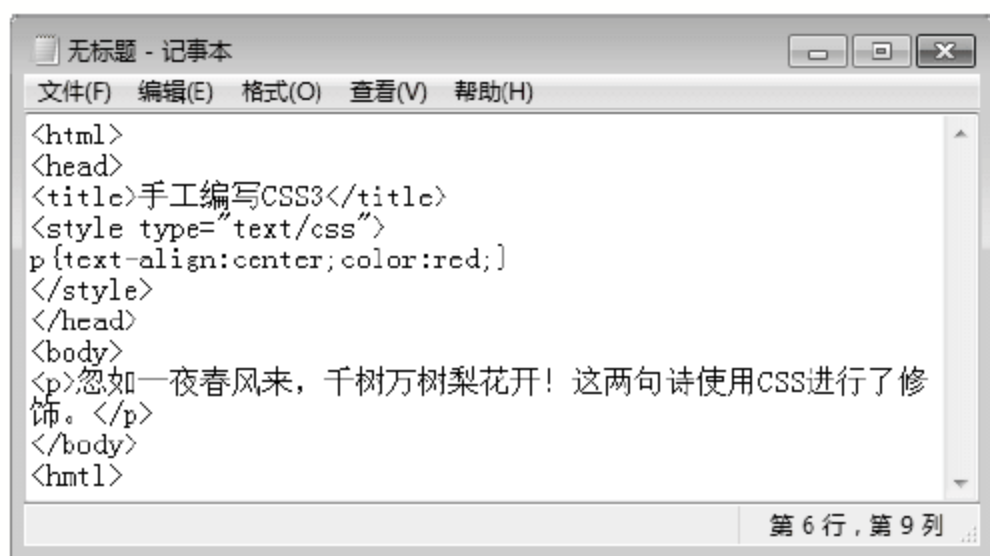 无标题 - 记事本
文件(F) 编辑(E) 格式(O) 查看(V) 帮助(H)
<html>
<head>
<title>手工编写CSS3</title>
<style type="text/css">
p{text-align:center;color:red;}
</style>
</head>
<body>
<p>忽如一夜春风来，千树万树梨花开！这两句诗使用CSS进行了修
饰。</p>
</body>
<hmtl>
第 6 行，第 9 列